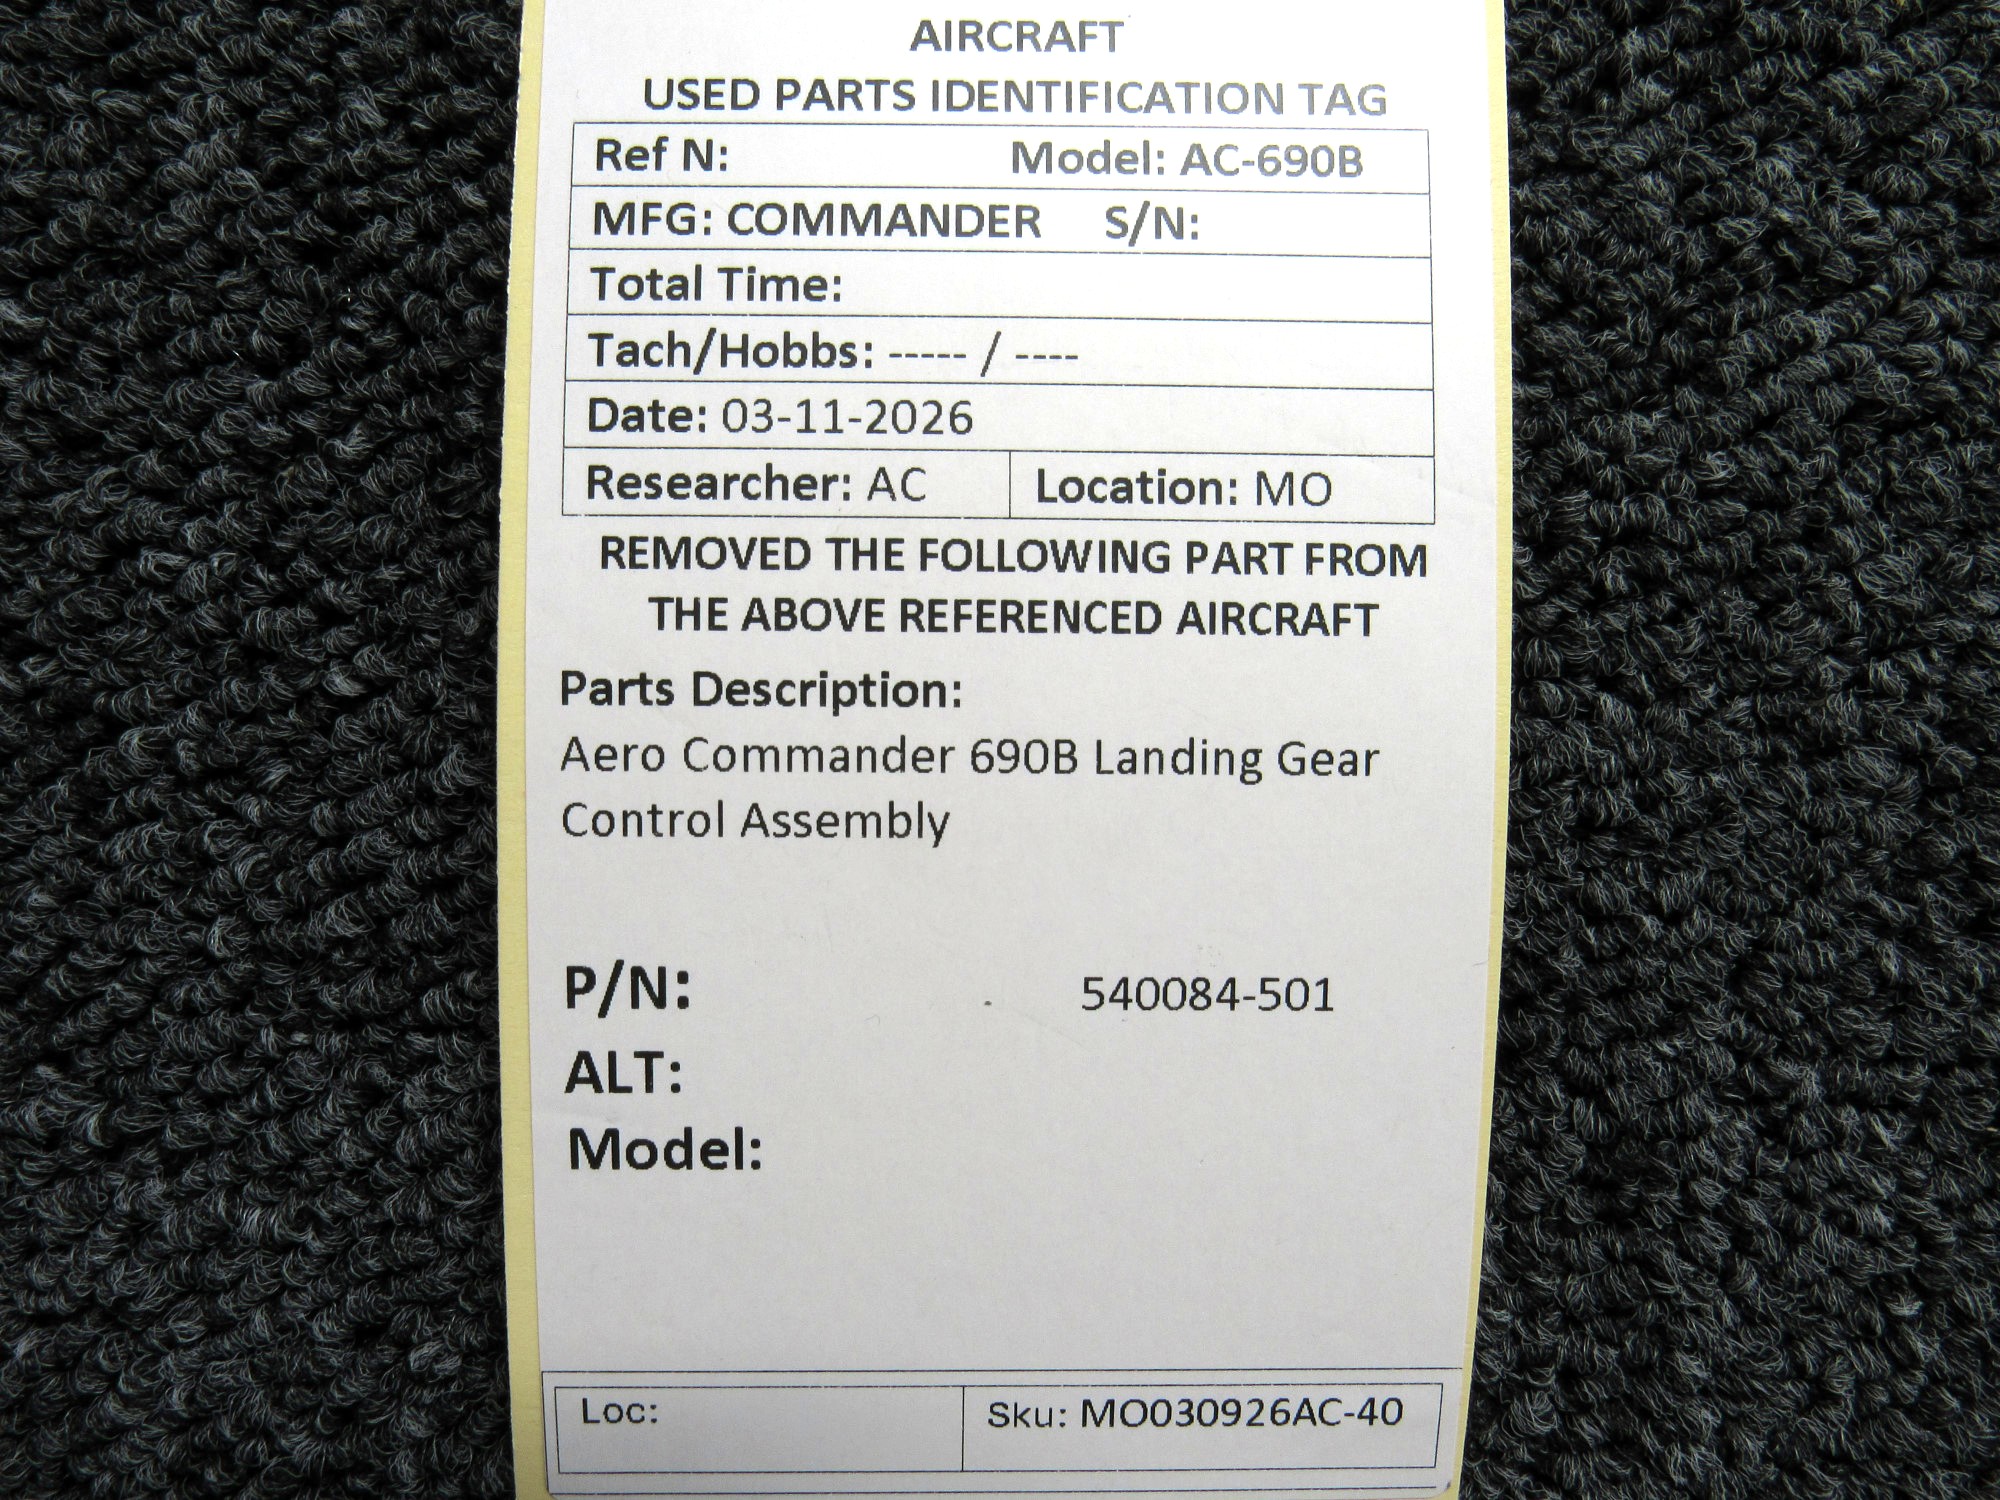 AIRCRAFT
USED PARTS IDENTIFICATION TAG
Ref N: Model: AC-690B
MFG: COMMANDER S/N:
Total Time:
Tach/Hobbs: ----- / ----
Date: 03-11-2026
Researcher: AC Location: MO
REMOVED THE FOLLOWING PART FROM
THE ABOVE REFERENCED AIRCRAFT
Parts Description:
Aero Commander 690B Landing Gear
Control Assembly
P/N: 540084-501
ALT:
Model:
Loc: Sku: MO030926AC-40